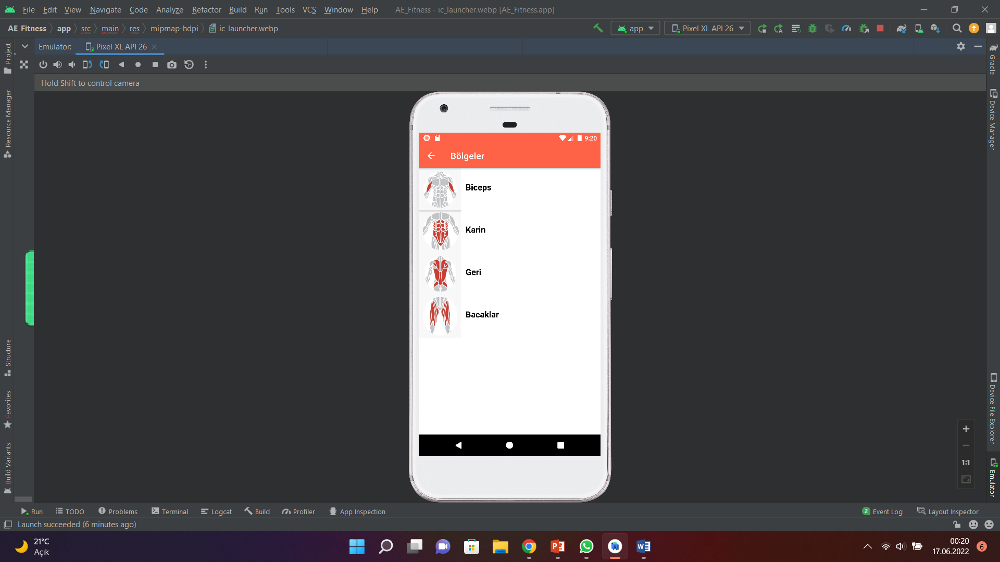 File Edit View Navigate Code Analyze Refactor Build Run Tools VCS Window Help AE_Fitness - ic_launcher.webp [AE_Fitness.app]
AE_Fitness app src main res mipmap-hdpi ic_launcher.webp app Pixel XL API 26
Emulator: Pixel XL API 26
Hold Shift to control camera
Project
Resource Manager
Structure
Favorites
Build Variants
9:20
Bölgeler
Biceps
Karin
Geri
Bacaklar
Gradle
Device Manager
Device File Explorer
Emulator
1:1
Run TODO Problems Terminal Logcat Build Profiler App Inspection 2 Event Log Layout Inspector
Launch succeeded (6 minutes ago)
21°C
Açık
00:20
17.06.2022
6